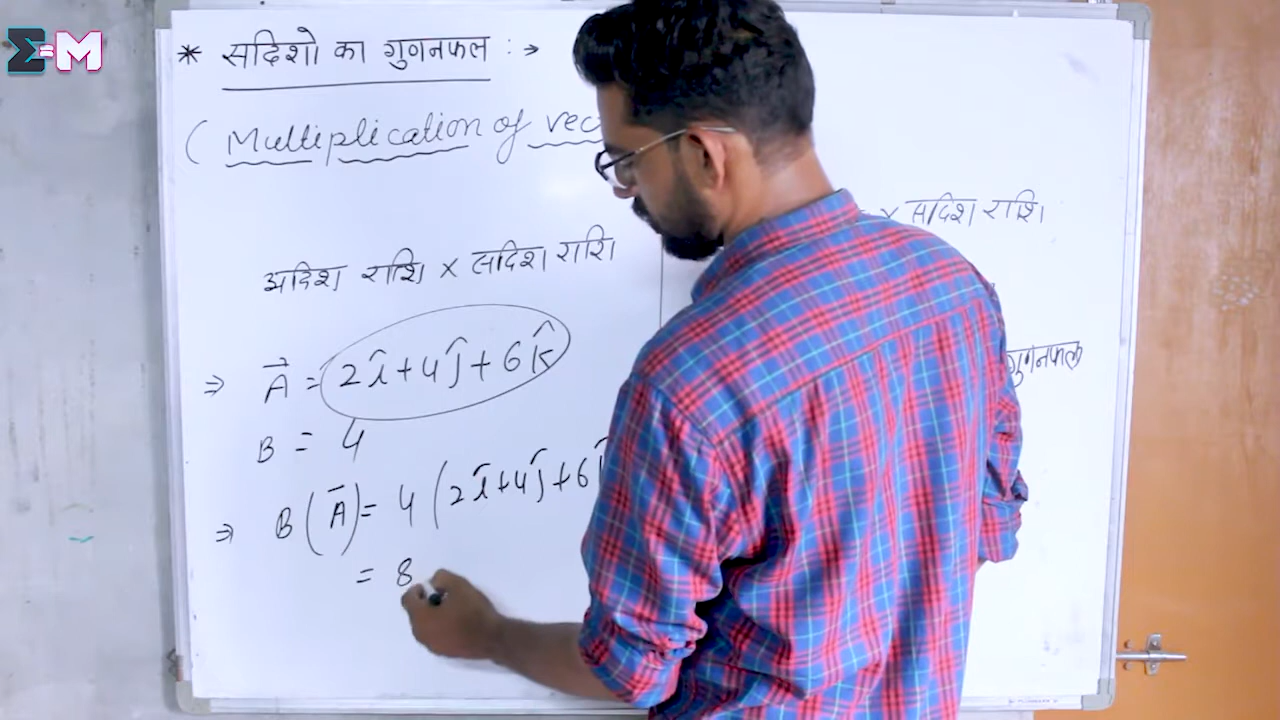 Σ=M
* सदिशो का गुणनफल :→
( Multiplication of vec
अदिश राशि × सदिश राशि
× सदिश राशि
⇒ A⃗ = 2î+4ĵ+6k̂
B = 4
गुणनफल
⇒ B(A⃗)= 4(2î+4ĵ+6
= 8